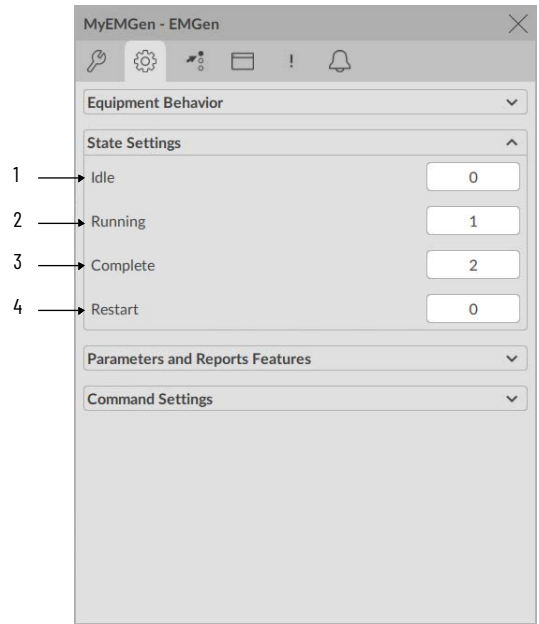 MyEMGen - EMGen
!
Equipment Behavior
State Settings
1 Idle 0
2 Running 1
3 Complete 2
4 Restart 0
Parameters and Reports Features
Command Settings